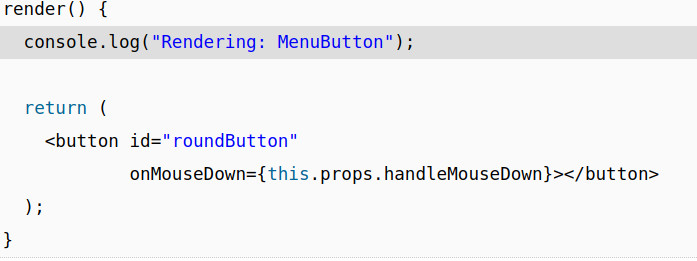 render() {
  console.log("Rendering: MenuButton");

  return (
    <button id="roundButton"
            onMouseDown={this.props.handleMouseDown}></button>
  );
}